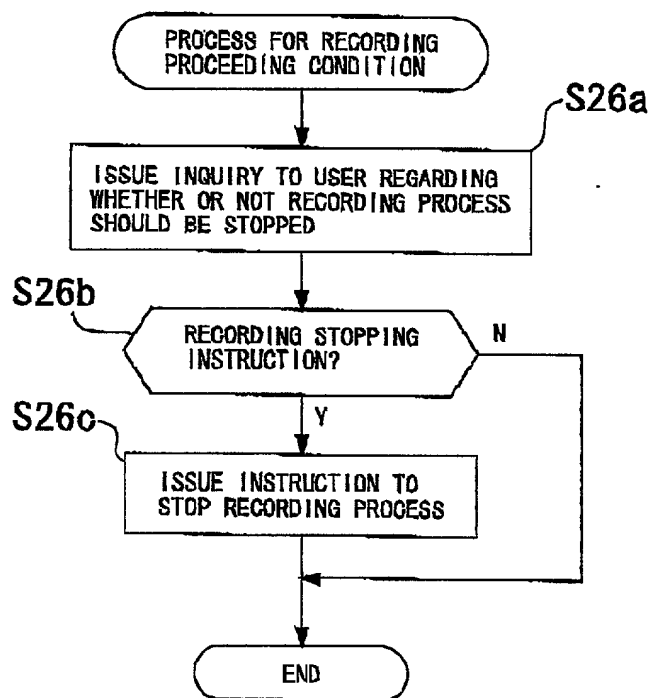 PROCESS FOR RECORDING
PROCEEDING CONDITION
S26a
ISSUE INQUIRY TO USER REGARDING
WHETHER OR NOT RECORDING PROCESS
SHOULD BE STOPPED
S26b
RECORDING STOPPING
INSTRUCTION?
N
Y
S26c
ISSUE INSTRUCTION TO
STOP RECORDING PROCESS
END